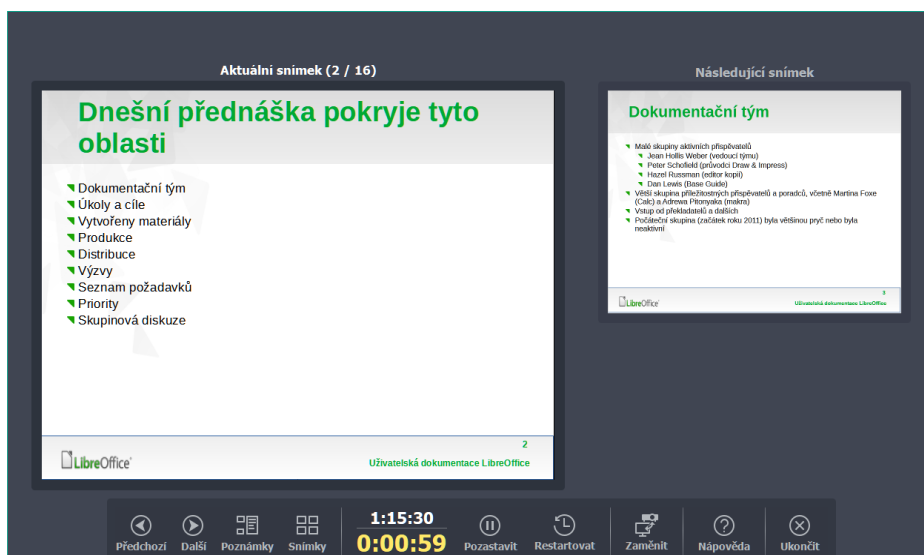 Aktuální snímek (2 / 16)
Dnešní přednáška pokryje tyto
oblasti
Dokumentační tým
Úkoly a cíle
Vytvořeny materiály
Produkce
Distribuce
Výzvy
Seznam požadavků
Priority
Skupinová diskuze
2
LibreOffice
Uživatelská dokumentace LibreOffice
Následující snímek
Dokumentační tým
Malé skupiny aktivních přispěvatelů
Jean Hollis Weber (vedoucí týmu)
Peter Schofield (průvodci Draw & Impress)
Hazel Russman (editor kopií)
Dan Lewis (Base Guide)
Větší skupina příležitostných přispěvatelů a poradců, včetně Martina Foxe
(Calc) a Adrewa Pitonyaka (makra)
Vstup od překladatelů a dalších
Počáteční skupina (začátek roku 2011) byla většinou pryč nebo byla
neaktivní
3
LibreOffice
Uživatelská dokumentace LibreOffice
Předchozí Další Poznámky Snímky 1:15:30 0:00:59 Pozastavit Restartovat Zaměnit Nápověda Ukončit